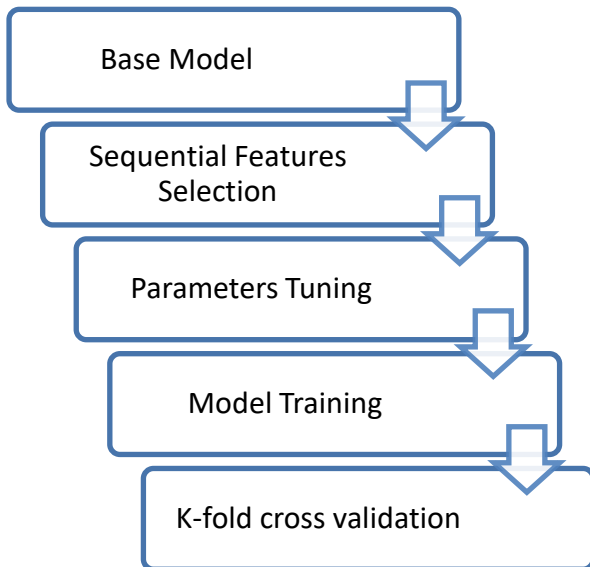 Base Model
Sequential Features
Selection
Parameters Tuning
Model Training
K-fold cross validation